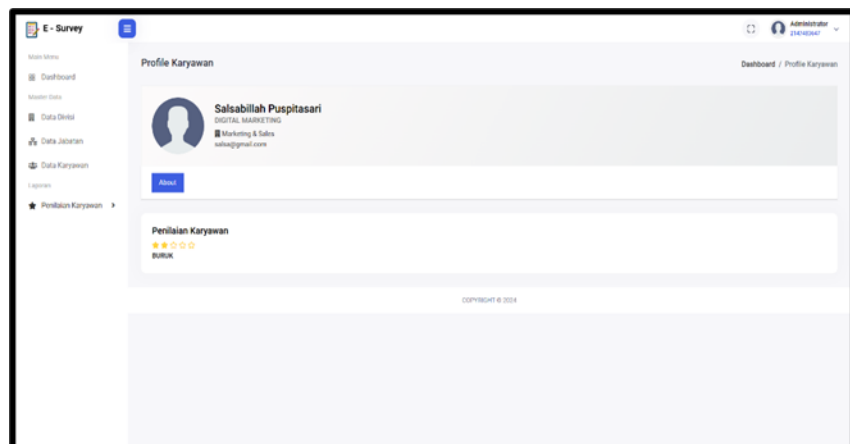 E - Survey
Administrator
2147483647
Main Menu
Dashboard
Master Data
Data Divisi
Data Jabatan
Data Karyawan
Laporan
Penilaian Karyawan
Profile Karyawan
Dashboard / Profile Karyawan
Salsabillah Puspitasari
DIGITAL MARKETING
Marketing & Sales
salsa@gmail.com
About
Penilaian Karyawan
BURUK
COPYRIGHT © 2024